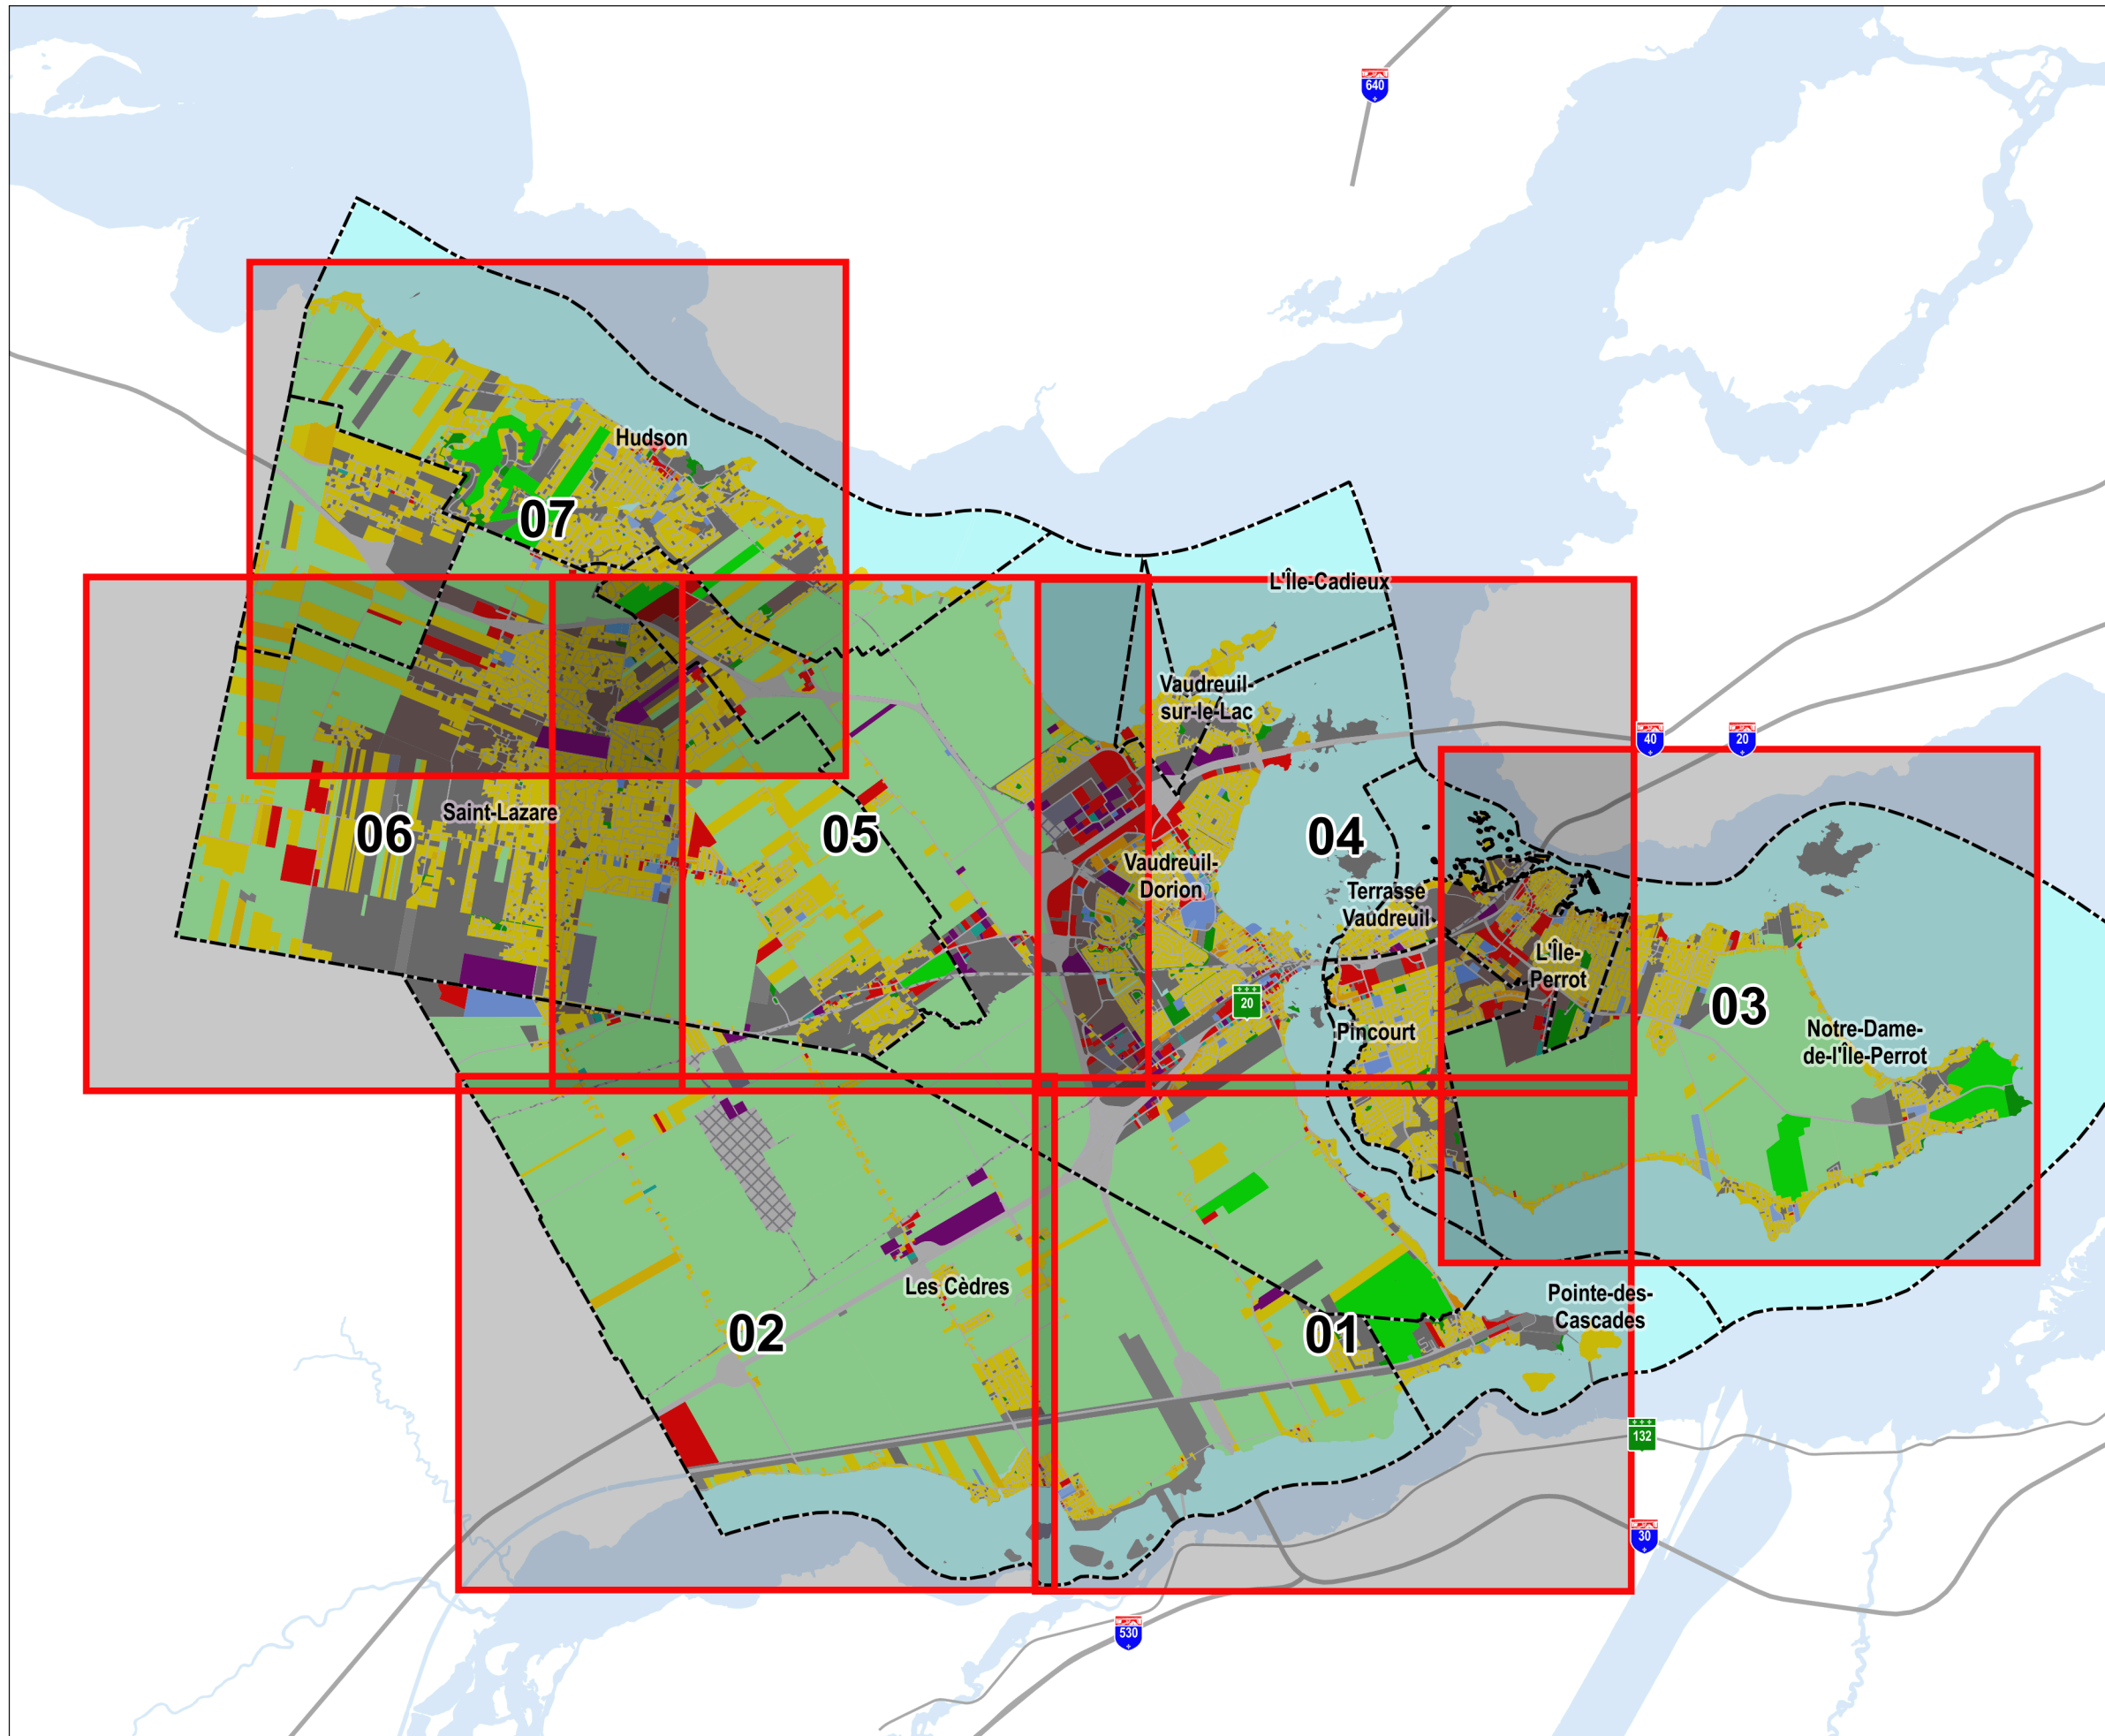 640
Hudson
07
L'Île-Cadieux
Vaudreuil-
sur-le-Lac
40
20
Saint-Lazare
06
05
04
Vaudreuil-
Dorion
Terrasse
Vaudreuil
L'Île-
Perrot
20
03
Pincourt
Notre-Dame-
de-l'Île-Perrot
Les Cèdres
02
01
Pointe-des-
Cascades
132
30
530